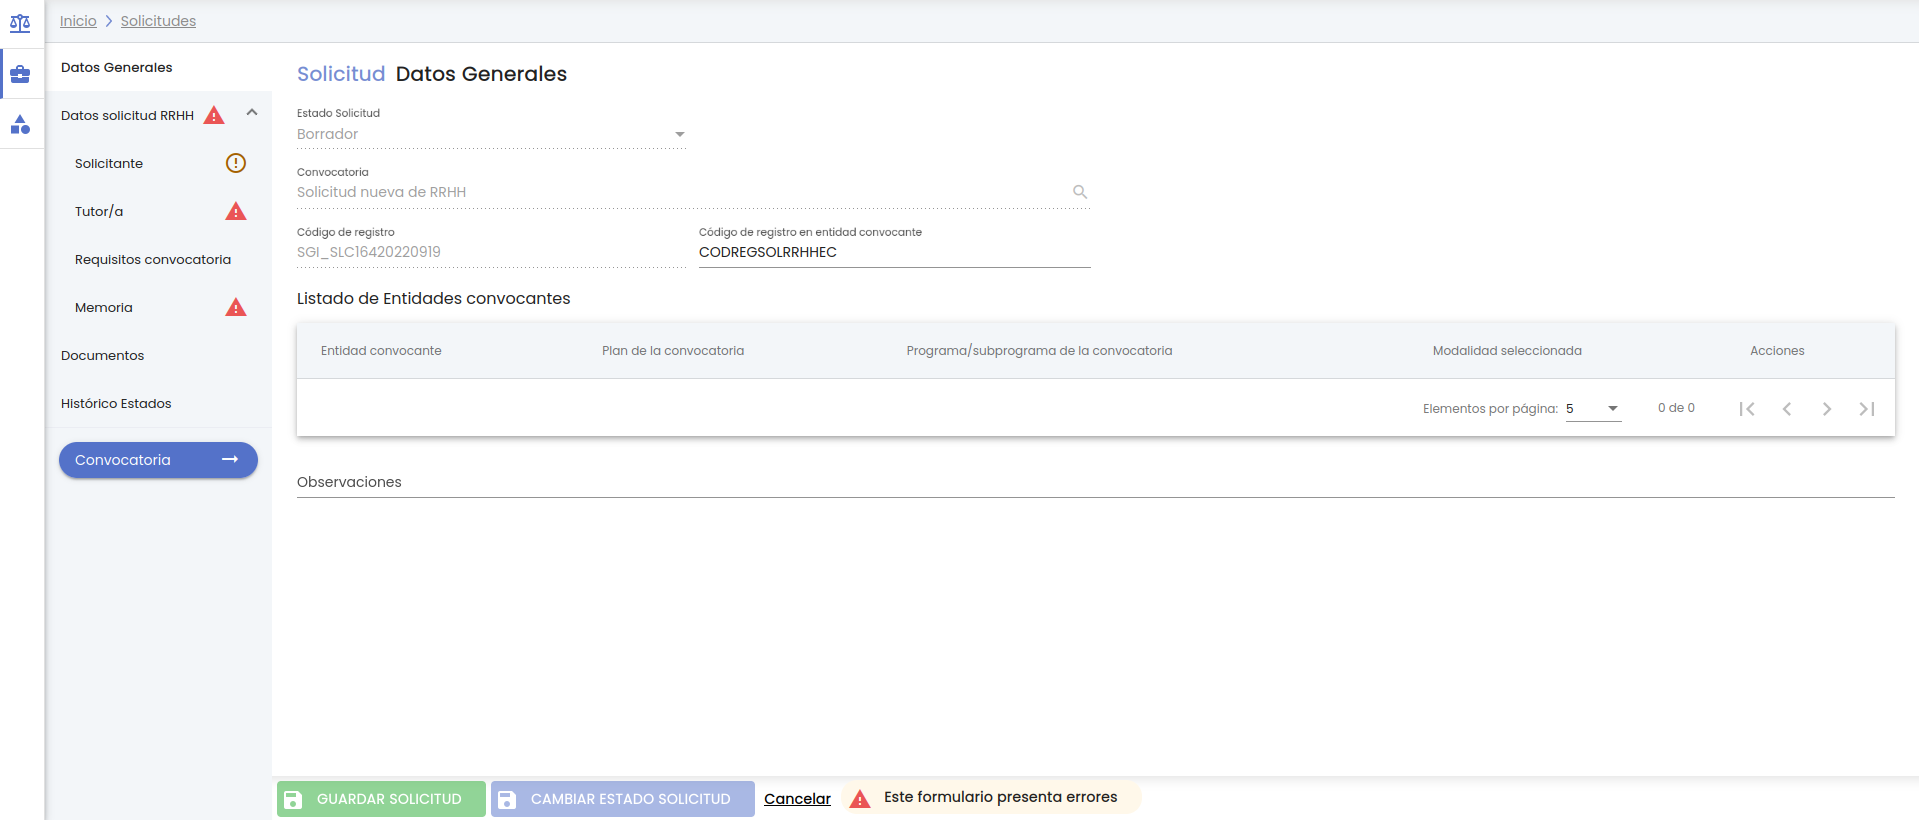 Inicio > Solicitudes
Datos Generales
Datos solicitud RRHH
Solicitante
Tutor/a
Requisitos convocatoria
Memoria
Documentos
Histórico Estados
Convocatoria
Solicitud Datos Generales
Estado Solicitud
Borrador
Convocatoria
Solicitud nueva de RRHH
Código de registro
SGI_SLC16420220919
Código de registro en entidad convocante
CODREGSOLRRHHEC
Listado de Entidades convocantes
Entidad convocante Plan de la convocatoria Programa/subprograma de la convocatoria Modalidad seleccionada Acciones
Elementos por página: 5 0 de 0
Observaciones
GUARDAR SOLICITUD CAMBIAR ESTADO SOLICITUD Cancelar Este formulario presenta errores